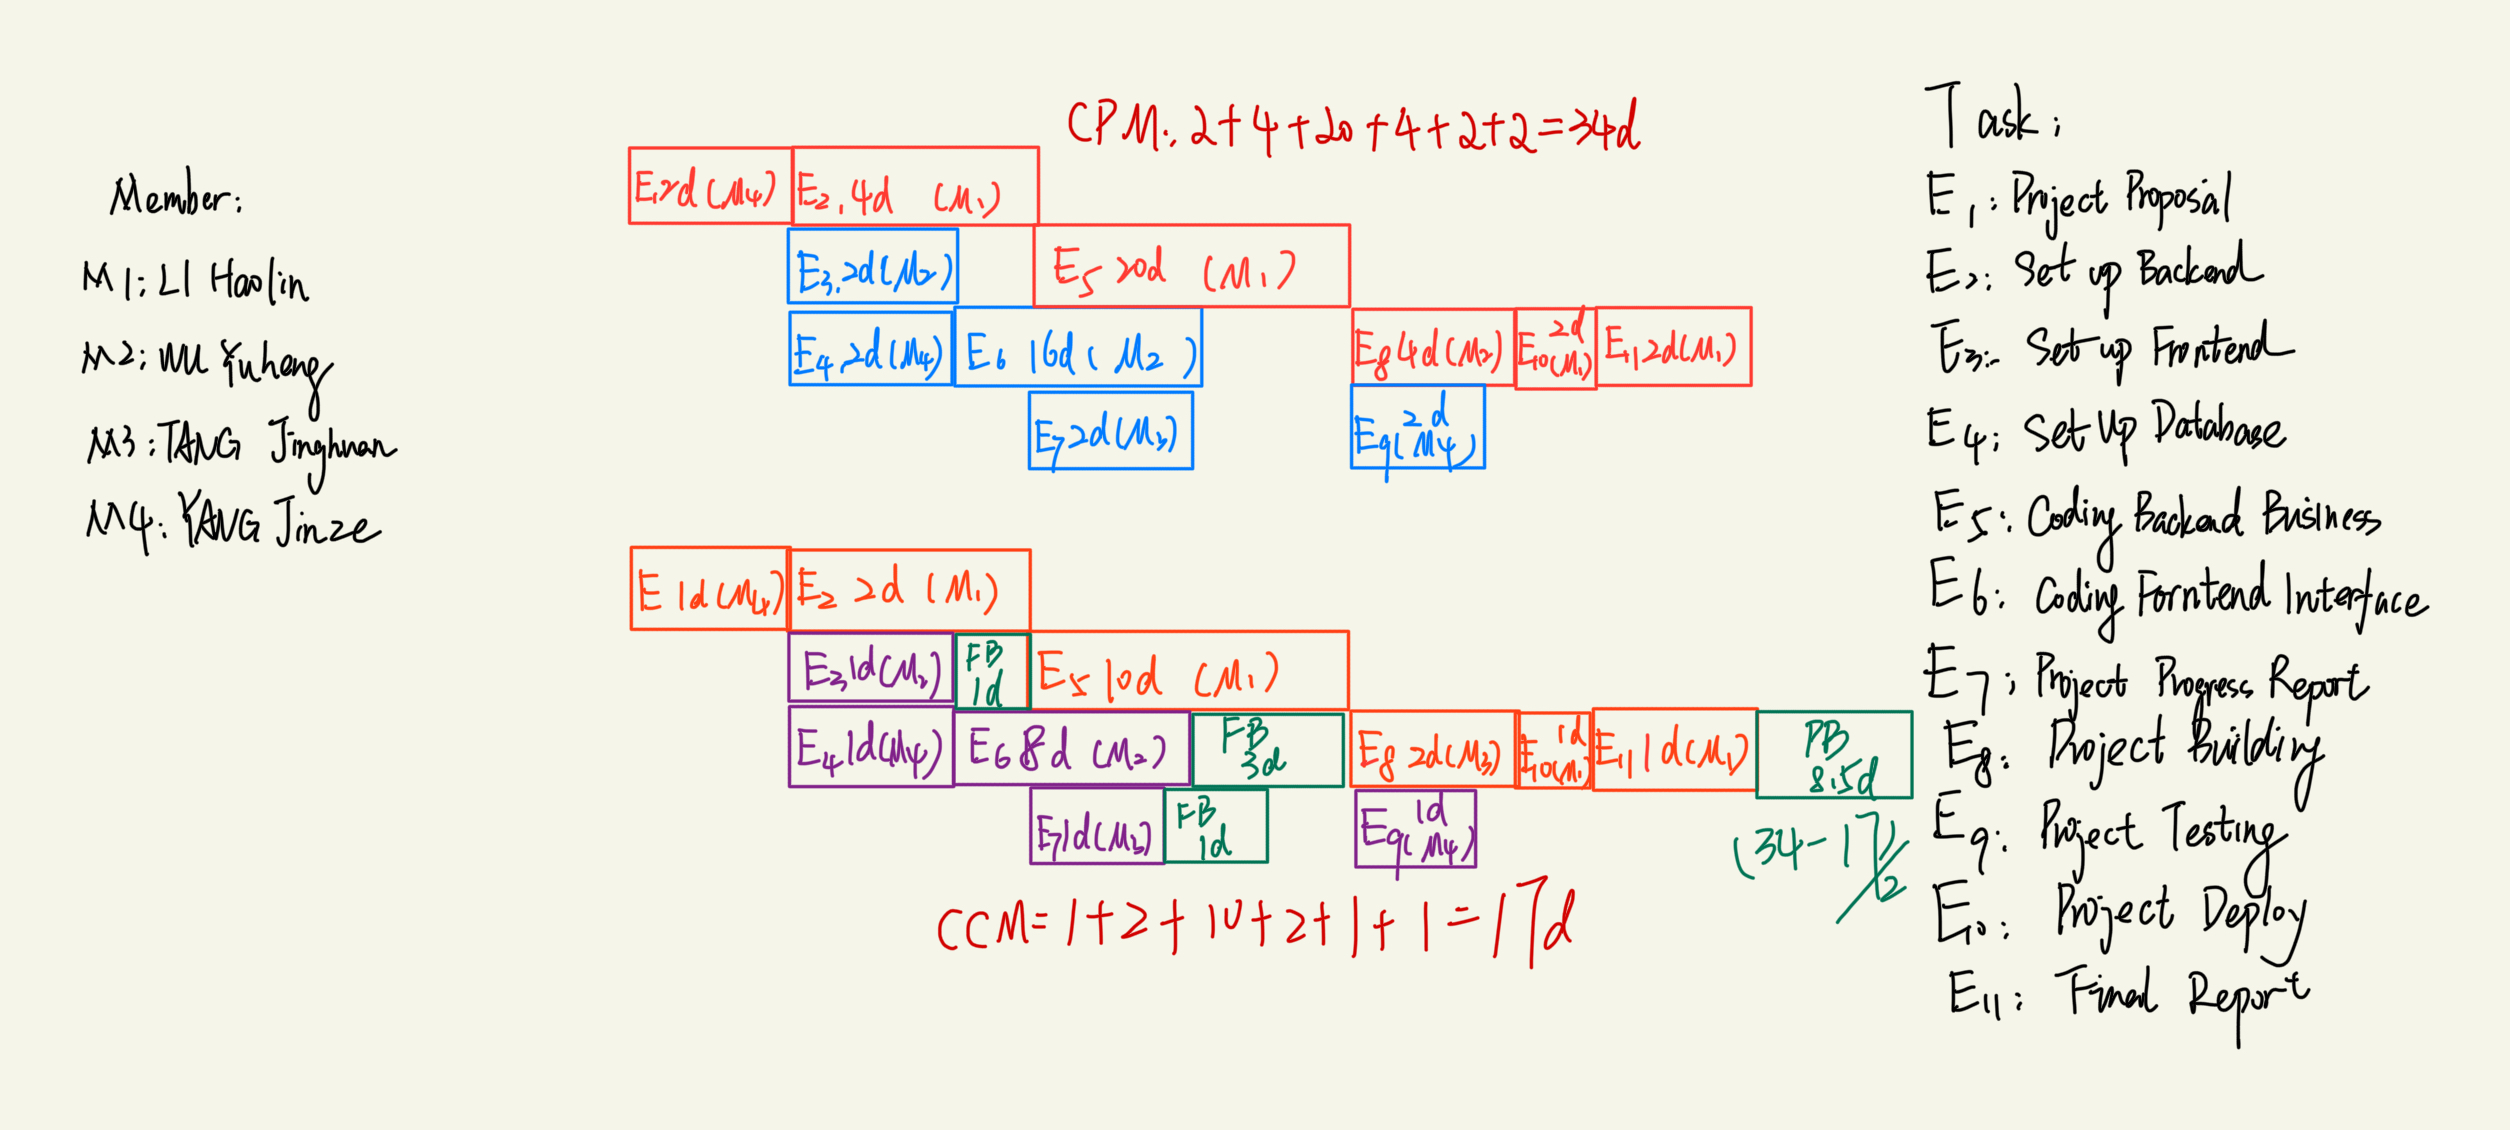 Member:
M1: LI Haolin
M2: WU Yuheng
M3: TANG Jinghuan
M4: YANG Jinze
CPM: 2+4+20+4+2+2=34d
E1 2d (M4)
E2, 4d (M1)
E3, 2d (M2)
E5 20d (M1)
E4, 2d (M4)
E6 16d (M2)
E8 4d (M3)
E10 2d (M1)
E11 2d (M1)
E7 2d (M3)
E9 2d (M4)
E 1d (M4)
E2 2d (M1)
E3 1d (M2)
FB 1d
E5 10d (M1)
E4 1d (M4)
E6 8d (M2)
FB 3d
E8 2d (M3)
E10 1d (M1)
E11 1d (M1)
PB 8.5d
E7 1d (M3)
FB 1d
E9 1d (M4)
(34-17)/2
CCM=1+2+10+2+1+1=17d
Task:
E1: Project Proposal
E2: Set up Backend
E3: Set up Frontend
E4: Set Up Database
E5: Coding Backend Business
E6: Coding Forntend Interface
E7: Project Progress Report
E8: Project Building
E9: Project Testing
E10: Project Deploy
E11: Final Report